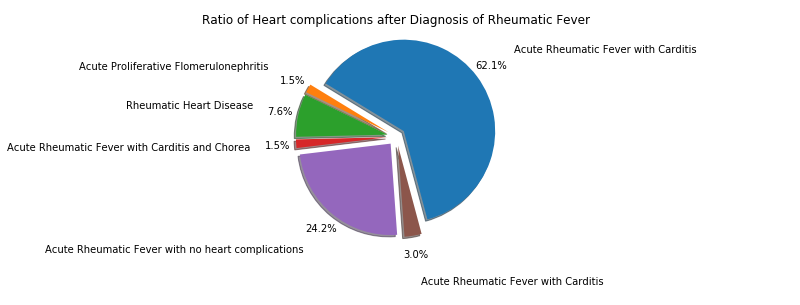 Ratio of Heart complications after Diagnosis of Rheumatic Fever
Acute Rheumatic Fever with Carditis
62.1%
Acute Proliferative Flomerulonephritis
1.5%
Rheumatic Heart Disease
7.6%
Acute Rheumatic Fever with Carditis and Chorea
1.5%
Acute Rheumatic Fever with no heart complications
24.2%
Acute Rheumatic Fever with Carditis
3.0%